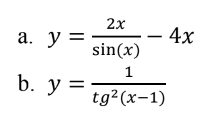 a. y = 2x / sin(x) − 4x
b. y = 1 / tg²(x−1)